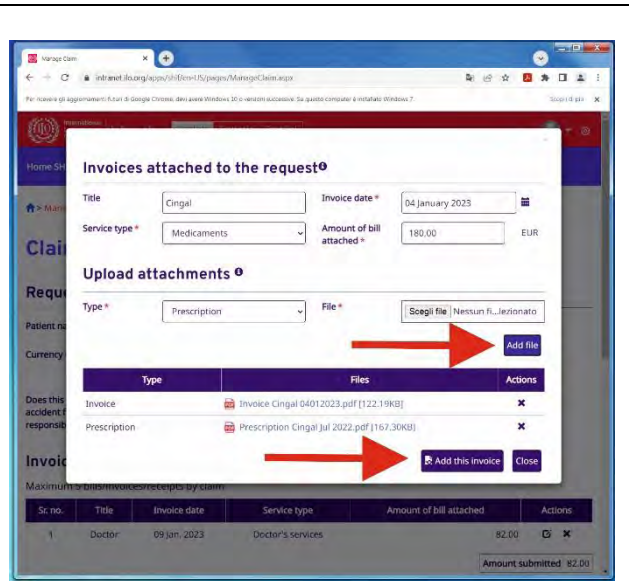 Manage Claim
intranet.ilo.org/apps/shif/en-US/pages/ManageClaim.aspx
Per ricevere gli aggiornamenti futuri di Google Chrome, devi avere Windows 10 o versioni successive. Su questo computer è installato Windows 7.
Scopri di più
Home SH
Invoices attached to the request
Title
Cingal
Invoice date *
04 January 2023
Service type *
Medicaments
Amount of bill attached *
180.00
EUR
Upload attachments
Type *
Prescription
File *
Scegli file Nessun fi...lezionato
Add file
Type Files Actions
Invoice Invoice Cingal 04012023.pdf [122.19KB]
Prescription Prescription Cingal Jul 2022.pdf [167.30KB]
Add this invoice Close
Clai
Reque
Patient na
Currency
Does this
accident f
responsib
Invoic
Maximum 5 bills/invoices/receipts by claim
Sr. no. Title Invoice date Service type Amount of bill attached Actions
1 Doctor 09 Jan. 2023 Doctor's services 82.00
Amount submitted 82.00